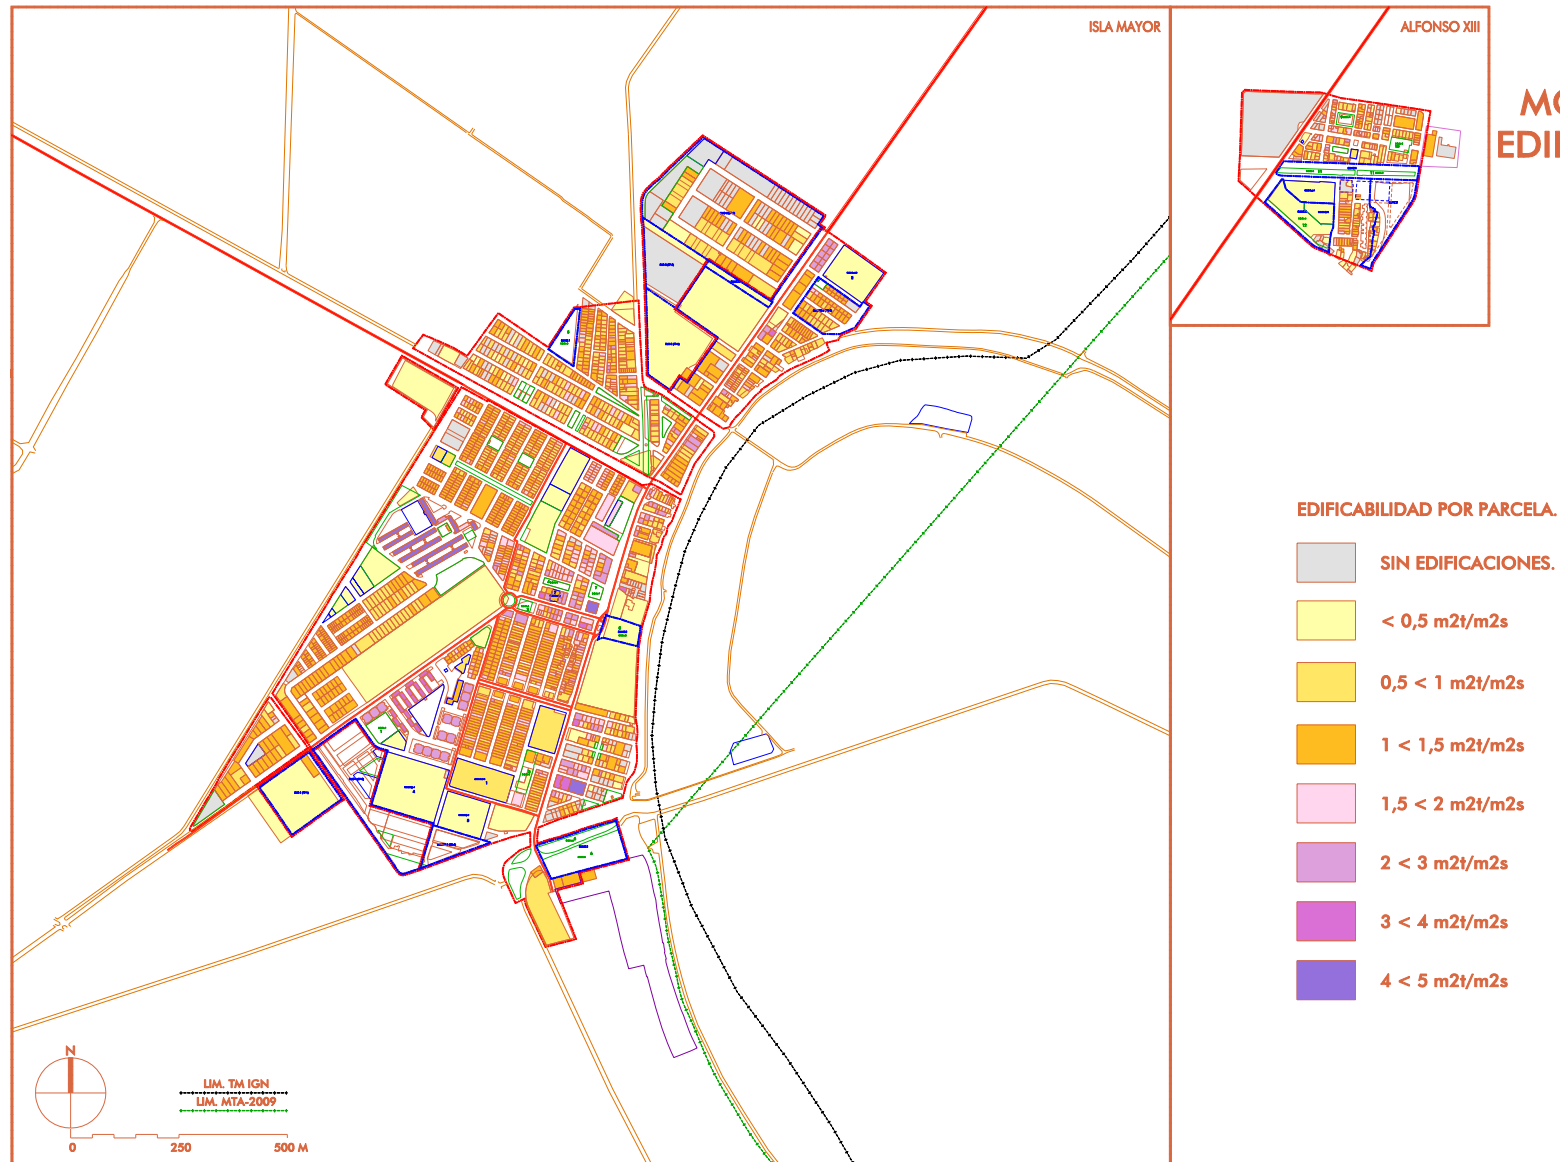 ISLA MAYOR
ALFONSO XIII
EDIFICABILIDAD POR PARCELA.
SIN EDIFICACIONES.
< 0,5 m2t/m2s
0,5 < 1 m2t/m2s
1 < 1,5 m2t/m2s
1,5 < 2 m2t/m2s
2 < 3 m2t/m2s
3 < 4 m2t/m2s
4 < 5 m2t/m2s
N
LIM. TM IGN
LIM. MTA-2009
0 250 500 M